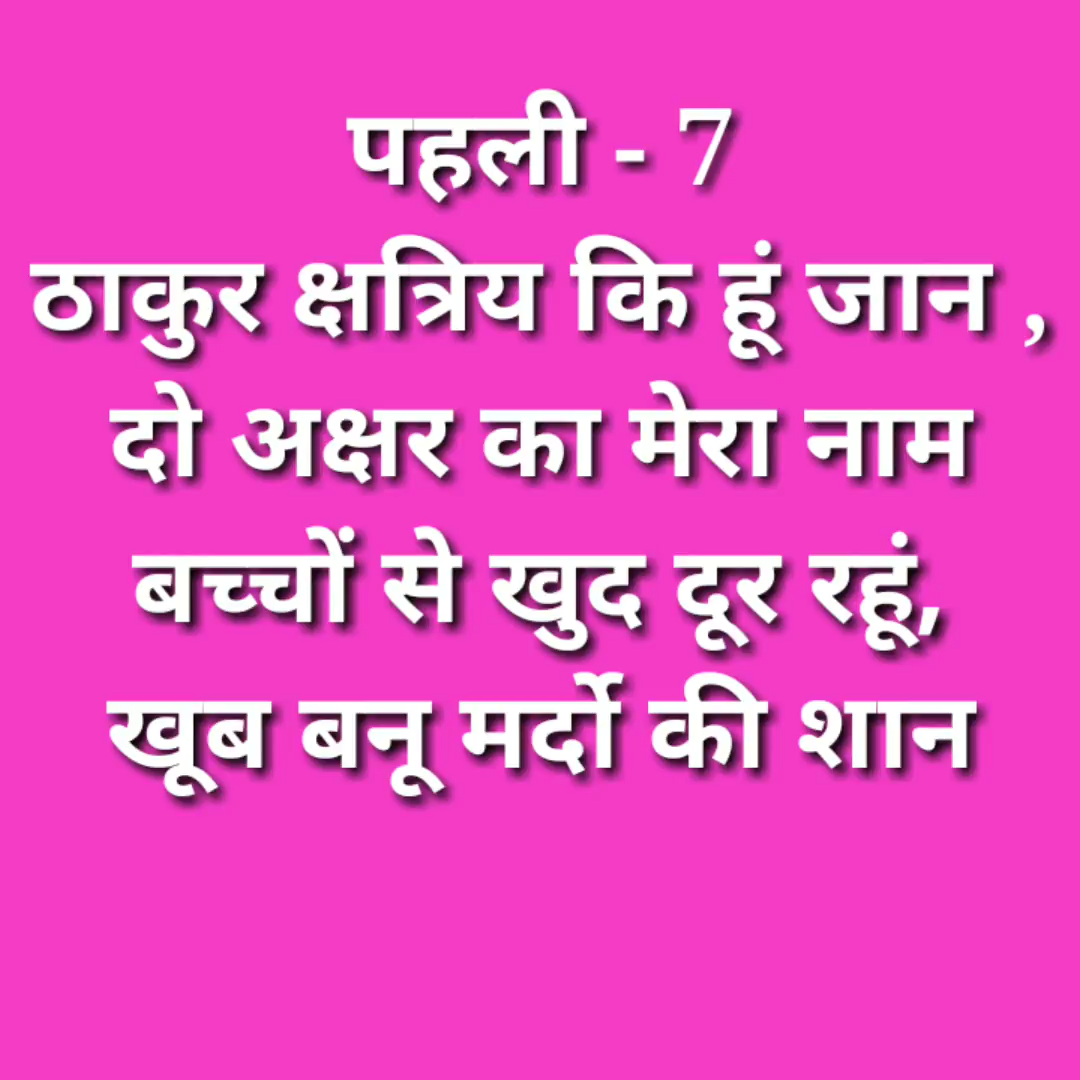 पहली - 7
ठाकुर क्षत्रिय कि हूं जान ,
दो अक्षर का मेरा नाम
बच्चों से खुद दूर रहूं,
खूब बनू मर्दो की शान